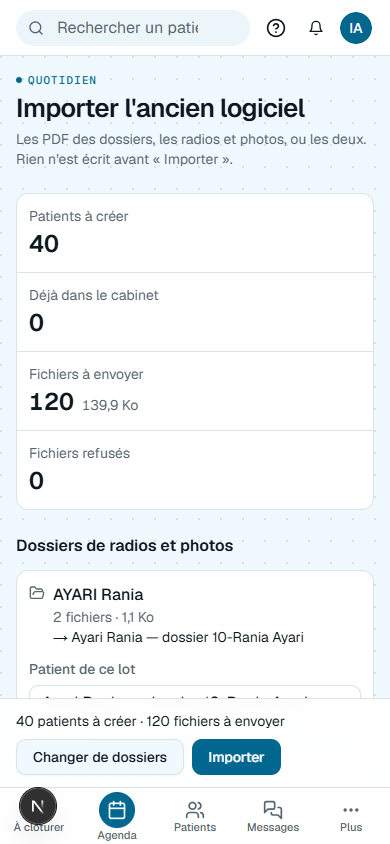 Rechercher un patie
IA
QUOTIDIEN
Importer l'ancien logiciel
Les PDF des dossiers, les radios et photos, ou les deux.
Rien n'est écrit avant « Importer ».
Patients à créer
40
Déjà dans le cabinet
0
Fichiers à envoyer
120 139,9 Ko
Fichiers refusés
0
Dossiers de radios et photos
AYARI Rania
2 fichiers · 1,1 Ko
→ Ayari Rania — dossier 10-Rania Ayari
Patient de ce lot
40 patients à créer · 120 fichiers à envoyer
Changer de dossiers
Importer
N
À clôturer
Agenda
Patients
Messages
Plus